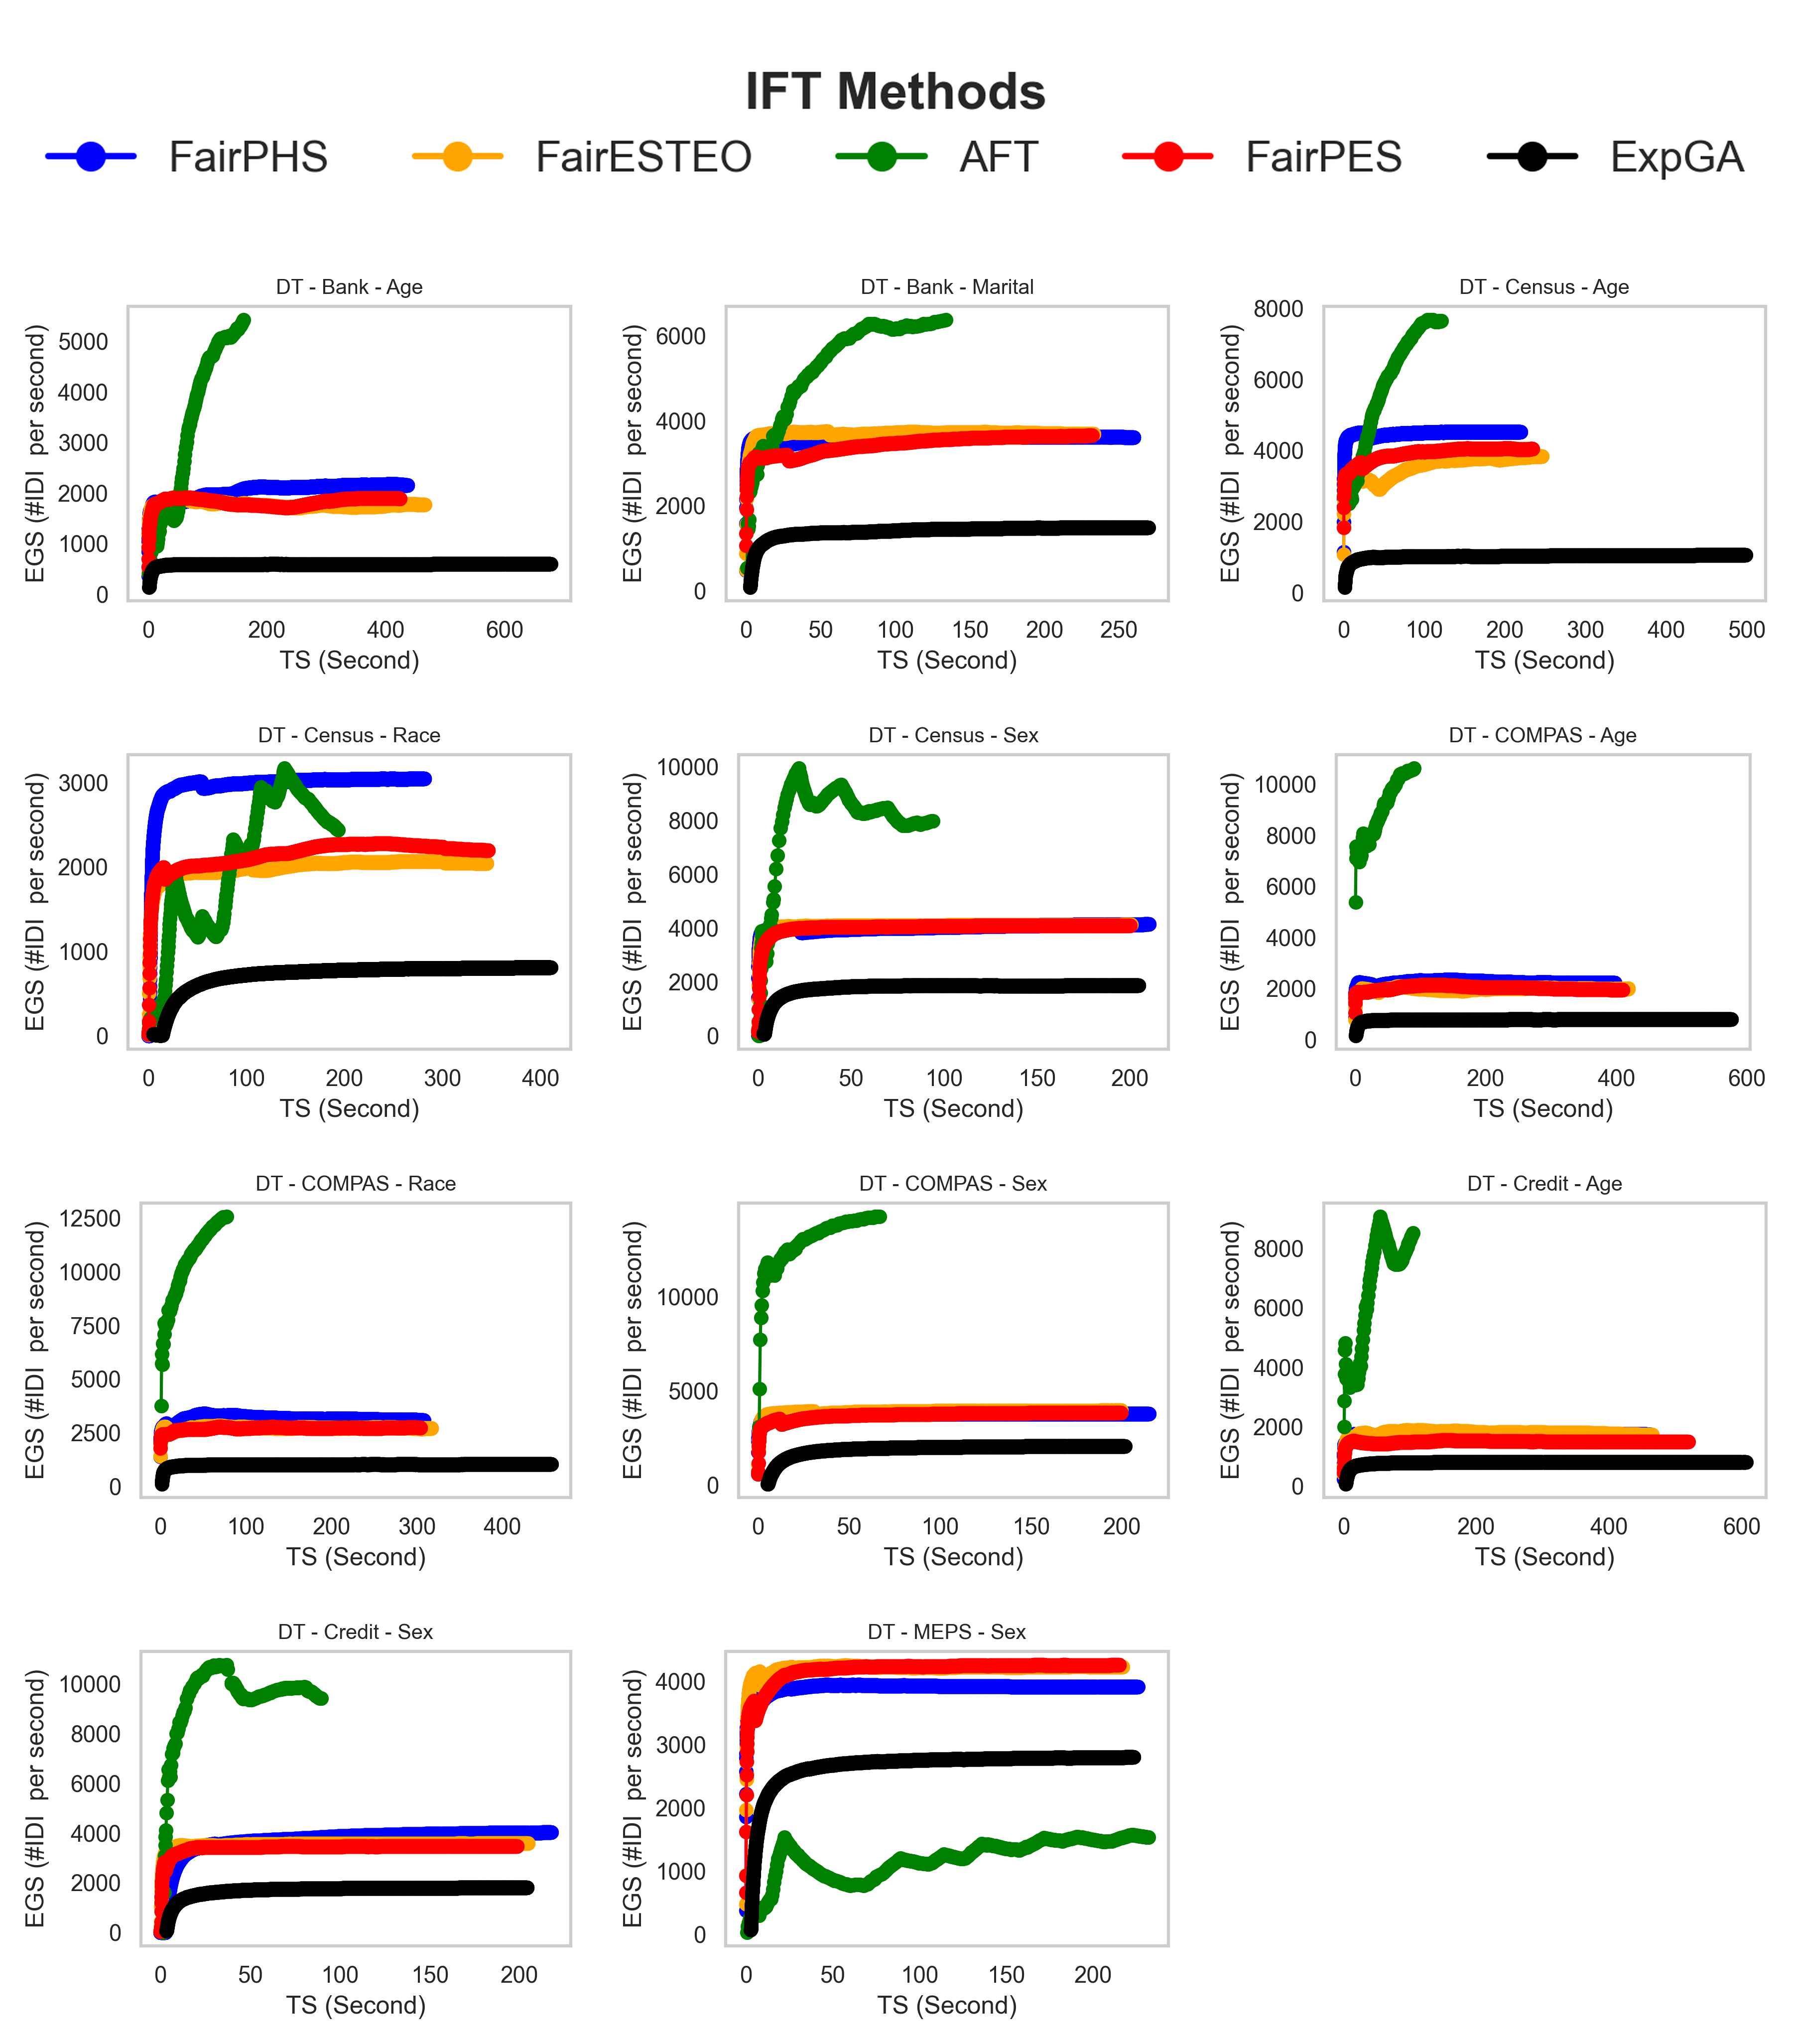 IFT Methods
FairPHS FairESTEO AFT FairPES ExpGA
DT - Bank - Age DT - Bank - Marital DT - Census - Age
EGS (#IDI per second) EGS (#IDI per second) EGS (#IDI per second)
5000 4000 3000 2000 1000 0
6000 4000 2000 0
8000 6000 4000 2000 0
0 200 400 600 0 50 100 150 200 250 0 100 200 300 400 500
TS (Second) TS (Second) TS (Second)
DT - Census - Race DT - Census - Sex DT - COMPAS - Age
EGS (#IDI per second) EGS (#IDI per second) EGS (#IDI per second)
3000 2000 1000 0
10000 8000 6000 4000 2000 0
10000 8000 6000 4000 2000 0
0 100 200 300 400 0 50 100 150 200 0 200 400 600
TS (Second) TS (Second) TS (Second)
DT - COMPAS - Race DT - COMPAS - Sex DT - Credit - Age
EGS (#IDI per second) EGS (#IDI per second) EGS (#IDI per second)
12500 10000 7500 5000 2500 0
10000 5000 0
8000 6000 4000 2000 0
0 100 200 300 400 0 50 100 150 200 0 200 400 600
TS (Second) TS (Second) TS (Second)
DT - Credit - Sex DT - MEPS - Sex
EGS (#IDI per second) EGS (#IDI per second)
10000 8000 6000 4000 2000 0
4000 3000 2000 1000 0
0 50 100 150 200 0 50 100 150 200
TS (Second) TS (Second)